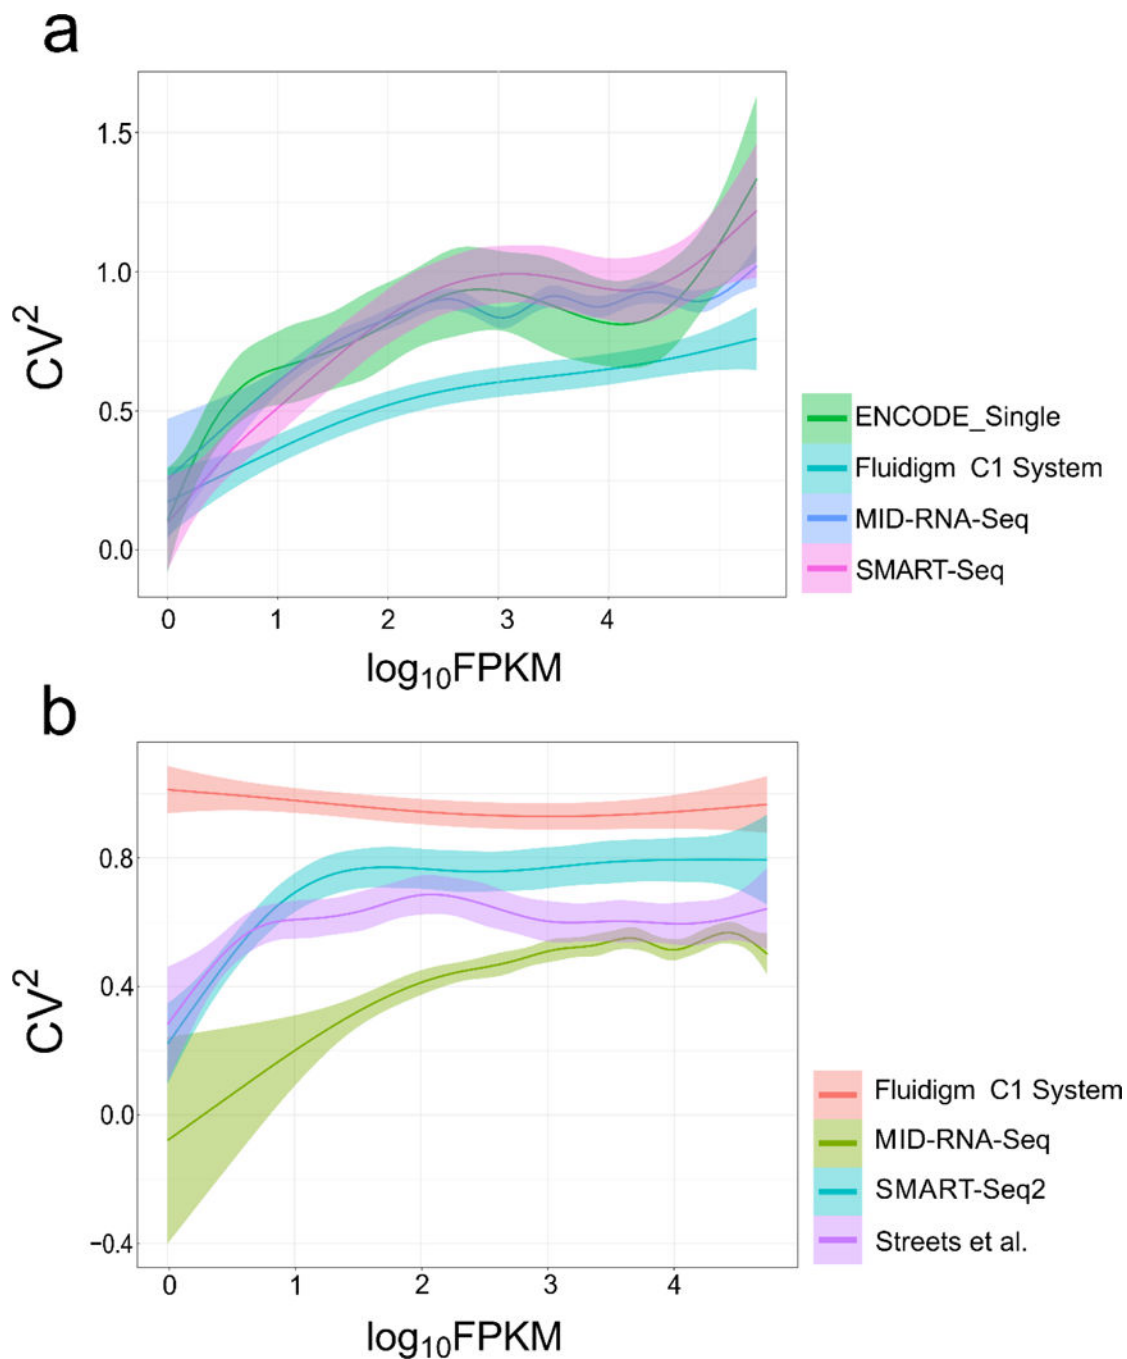 a
1.5
1.0
0.5
0.0
CV²
0 1 2 3 4
log₁₀FPKM
ENCODE_Single
Fluidigm C1 System
MID-RNA-Seq
SMART-Seq
b
0.8
0.4
0.0
−0.4
CV²
0 1 2 3 4
log₁₀FPKM
Fluidigm C1 System
MID-RNA-Seq
SMART-Seq2
Streets et al.